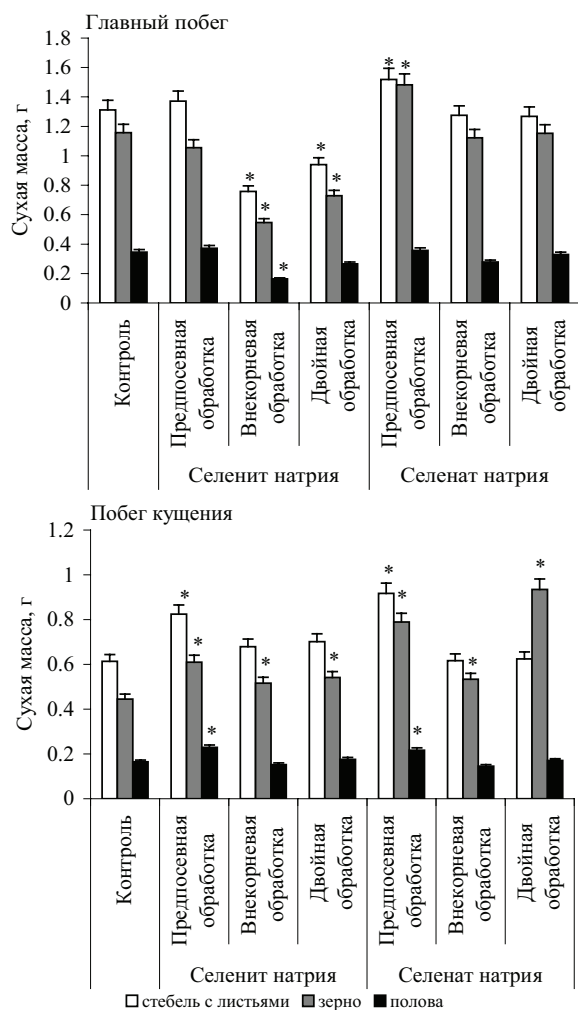 Главный побег
Сухая масса, г
1.8
1.6
1.4
1.2
1
0.8
0.6
0.4
0.2
0
* *
* * *
* *
* *
Контроль
Предпосевная
обработка
Внекорневая
обработка
Двойная
обработка
Предпосевная
обработка
Внекорневая
обработка
Двойная
обработка
Селенит натрия
Селенат натрия
Побег кущения
Сухая масса, г
1.2
1
0.8
0.6
0.4
0.2
0
* * *
*
*
* * *
*
*
Контроль
Предпосевная
обработка
Внекорневая
обработка
Двойная
обработка
Предпосевная
обработка
Внекорневая
обработка
Двойная
обработка
Селенит натрия
Селенат натрия
стебель с листьями зерно полова